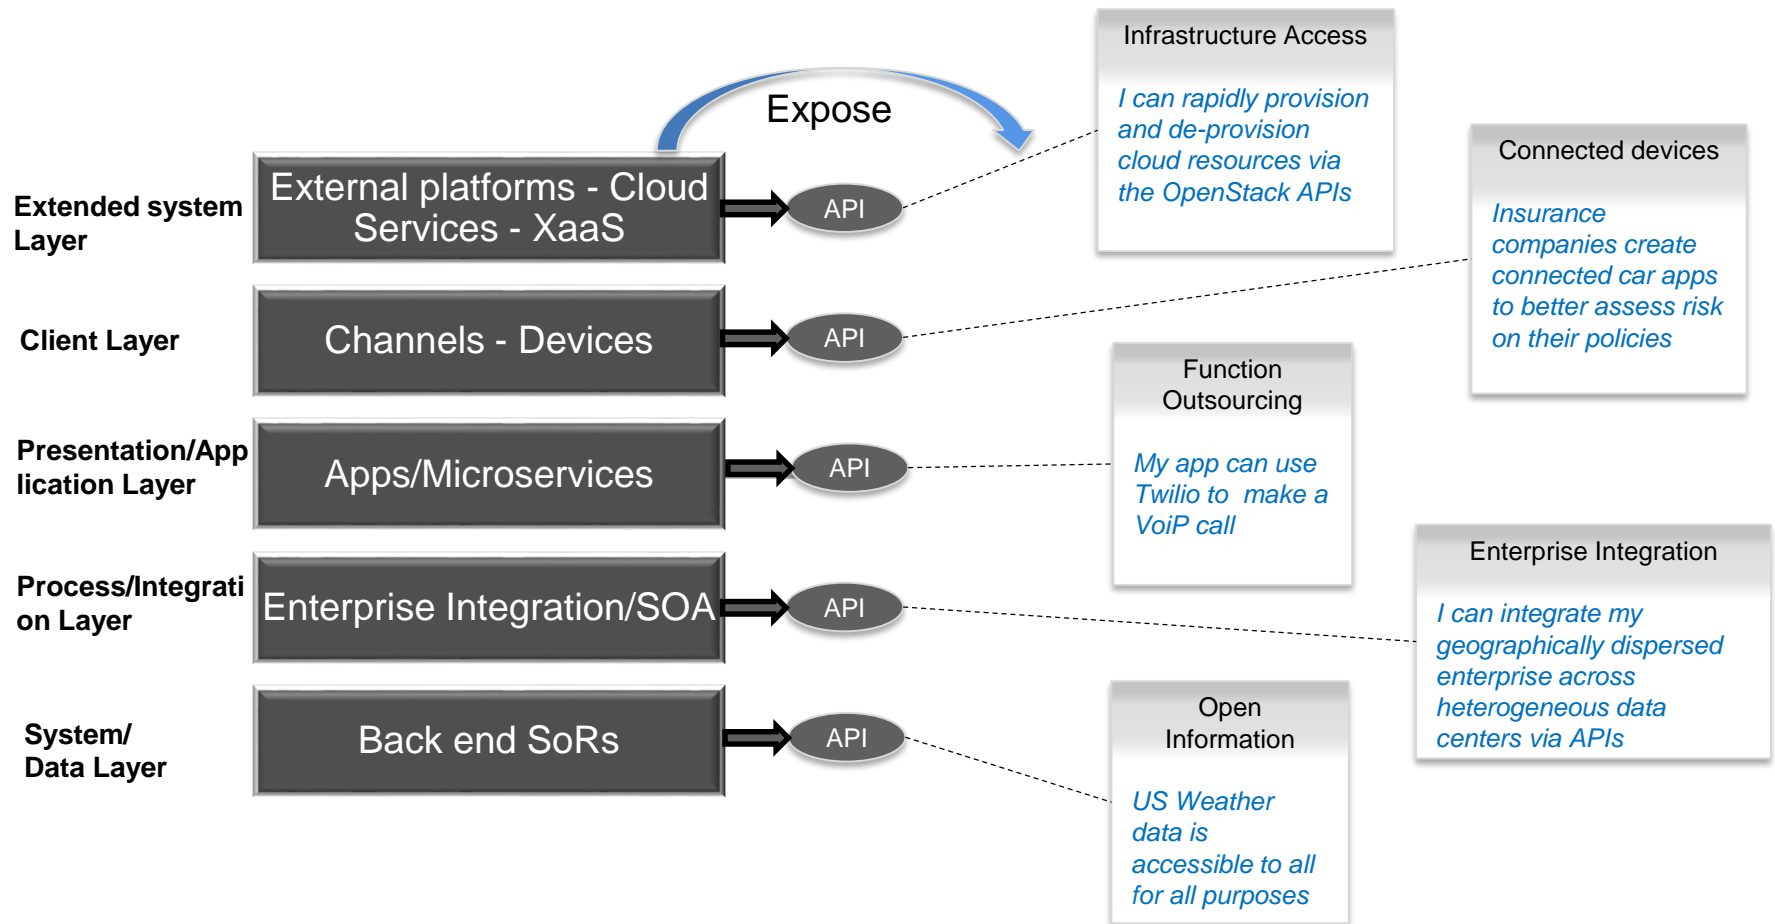 Infrastructure Access
I can rapidly provision
and de-provision
cloud resources via
the OpenStack APIs
Expose
Extended system
Layer
External platforms - Cloud
Services - XaaS
API
Connected devices
Insurance
companies create
connected car apps
to better assess risk
on their policies
Client Layer
Channels - Devices
API
Function
Outsourcing
My app can use
Twilio to  make a
VoiP call
Presentation/App
lication Layer
Apps/Microservices
API
Enterprise Integration
I can integrate my
geographically dispersed
enterprise across
heterogeneous data
centers via APIs
Process/Integrati
on Layer
Enterprise Integration/SOA
API
Open
Information
US Weather
data is
accessible to all
for all purposes
System/
Data Layer
Back end SoRs
API